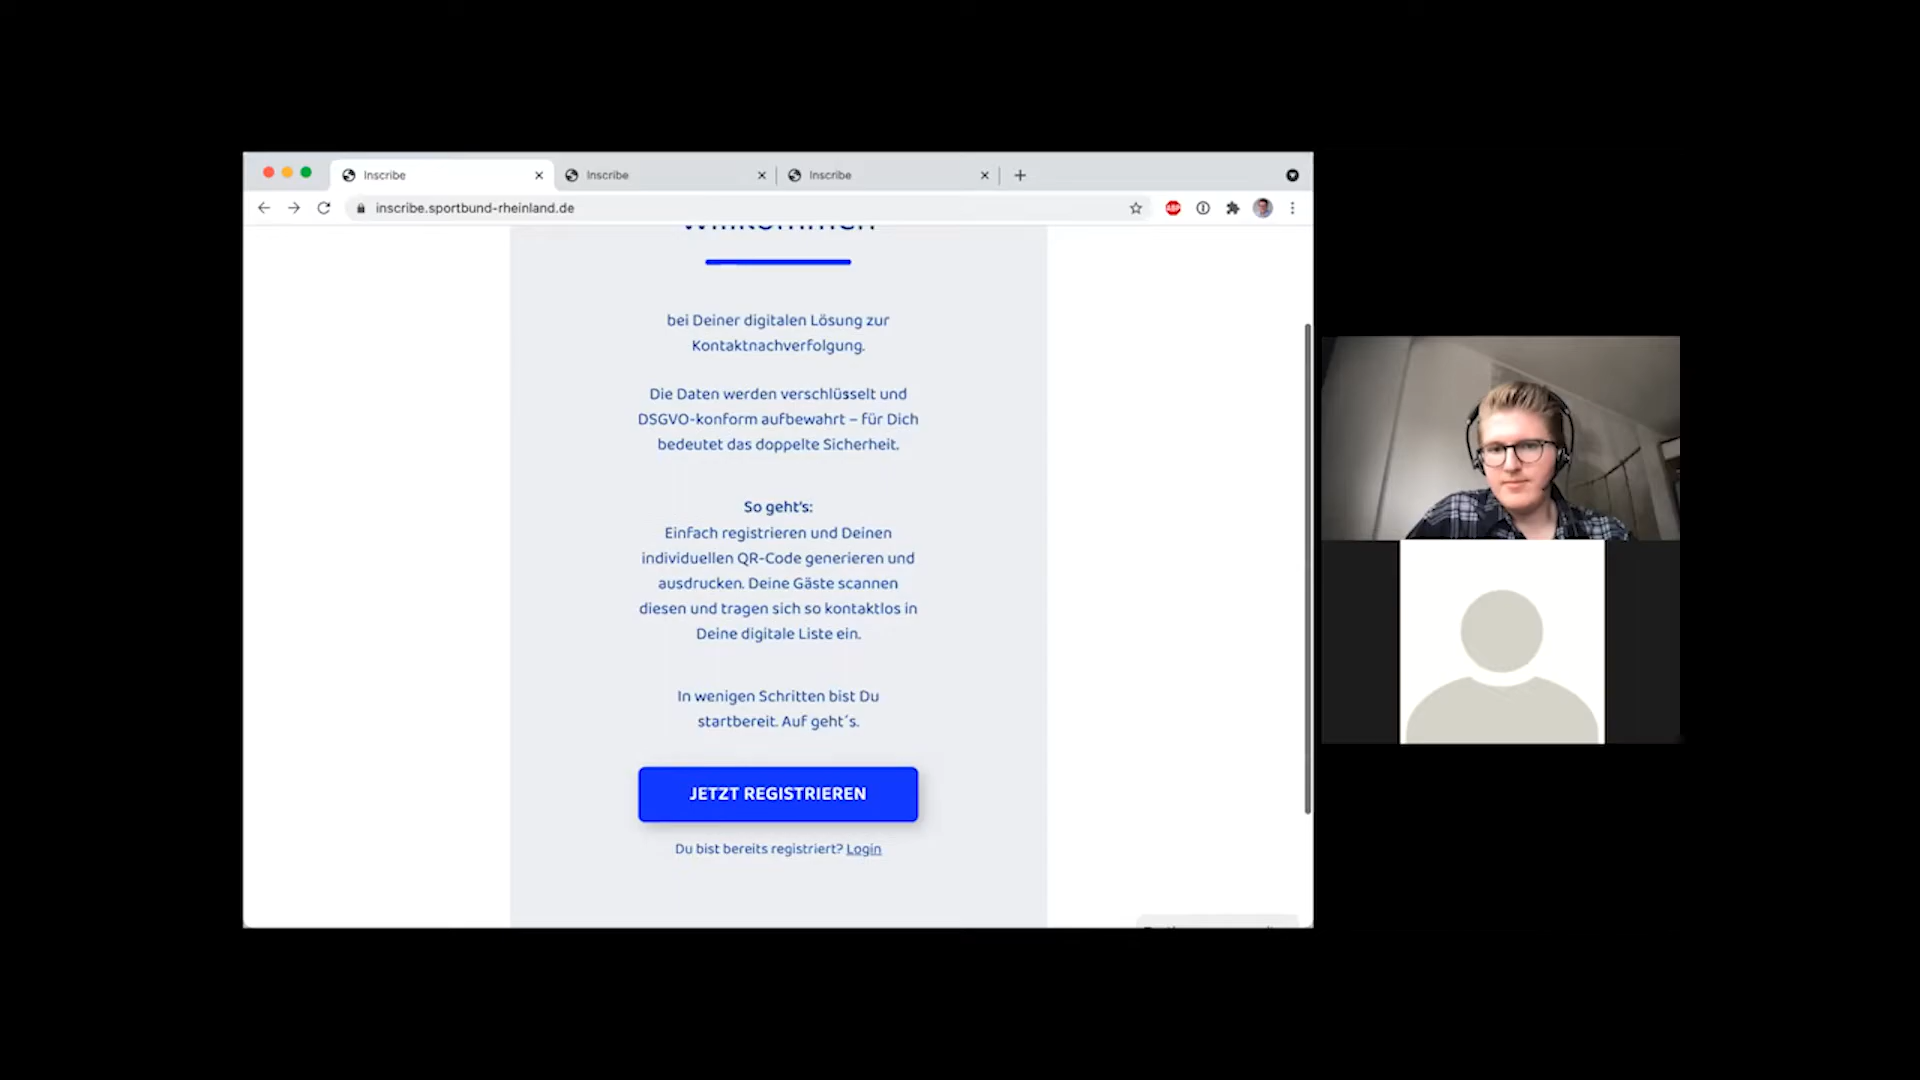 Inscribe
Inscribe
Inscribe
inscribe.sportbund-rheinland.de
ABP
Willkommen
bei Deiner digitalen Lösung zur
Kontaktnachverfolgung.
Die Daten werden verschlüsselt und
DSGVO-konform aufbewahrt – für Dich
bedeutet das doppelte Sicherheit.
So geht's:
Einfach registrieren und Deinen
individuellen QR-Code generieren und
ausdrucken. Deine Gäste scannen
diesen und tragen sich so kontaktlos in
Deine digitale Liste ein.
In wenigen Schritten bist Du
startbereit. Auf geht´s.
JETZT REGISTRIEREN
Du bist bereits registriert? Login